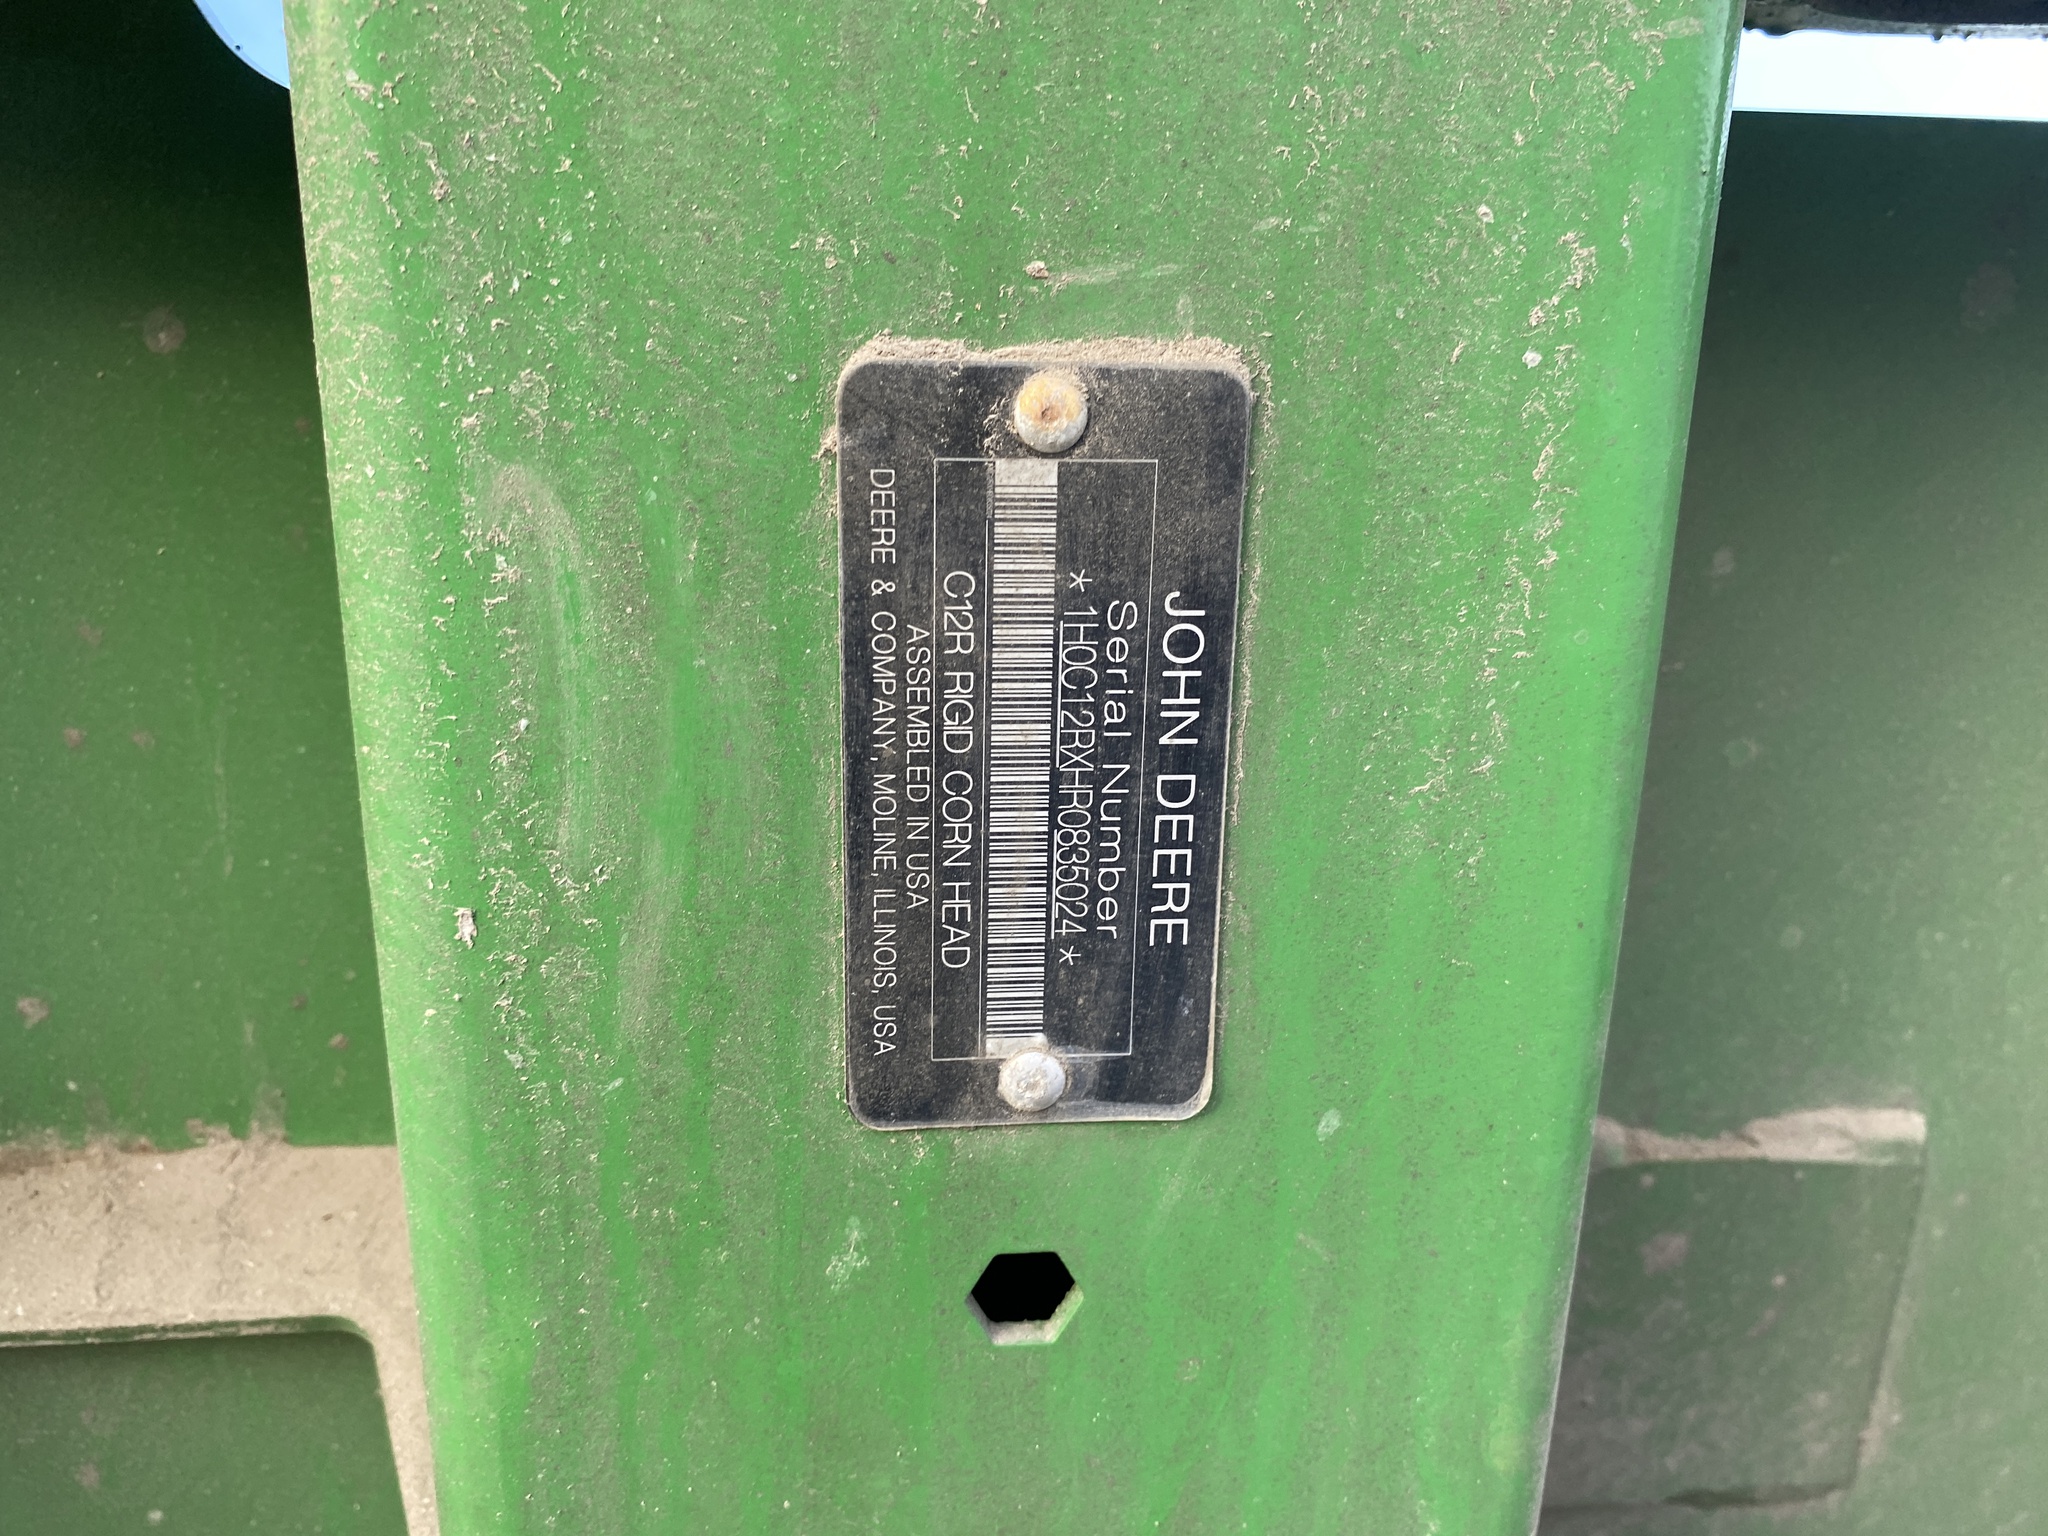 JOHN DEERE
Serial Number
*1H0C12RXHR0835024*
C12R RIGID CORN HEAD
ASSEMBLED IN USA
DEERE & COMPANY, MOLINE, ILLINOIS, USA